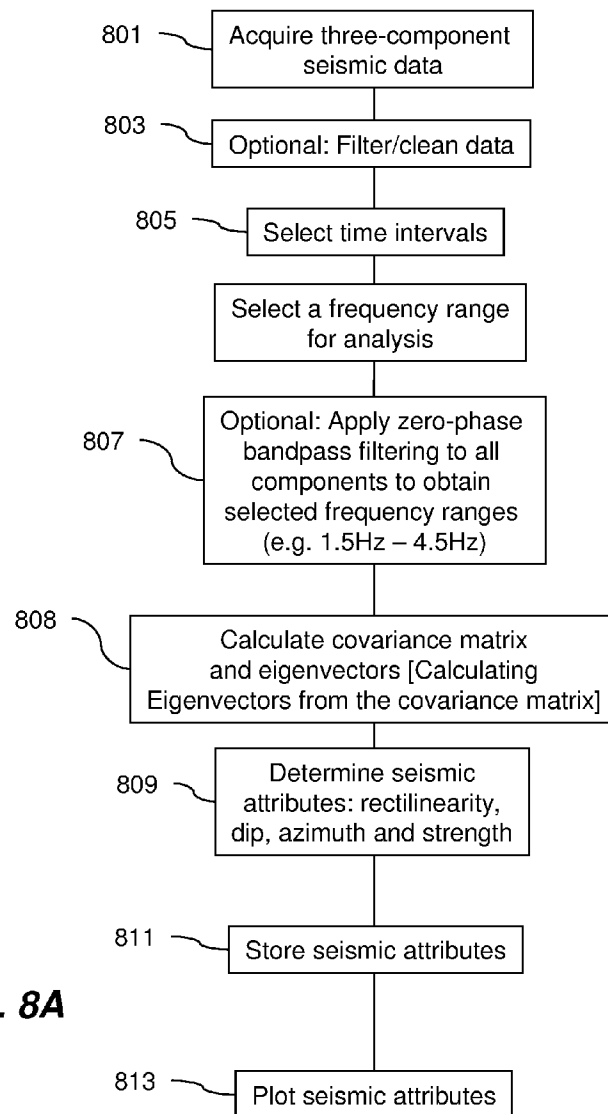 801
Acquire three-component
seismic data
803
Optional: Filter/clean data
805
Select time intervals
Select a frequency range
for analysis
807
Optional: Apply zero-phase
bandpass filtering to all
components to obtain
selected frequency ranges
(e.g. 1.5Hz – 4.5Hz)
808
Calculate covariance matrix
and eigenvectors [Calculating
Eigenvectors from the covariance matrix]
809
Determine seismic
attributes: rectilinearity,
dip, azimuth and strength
811
Store seismic attributes
. 8A
813
Plot seismic attributes